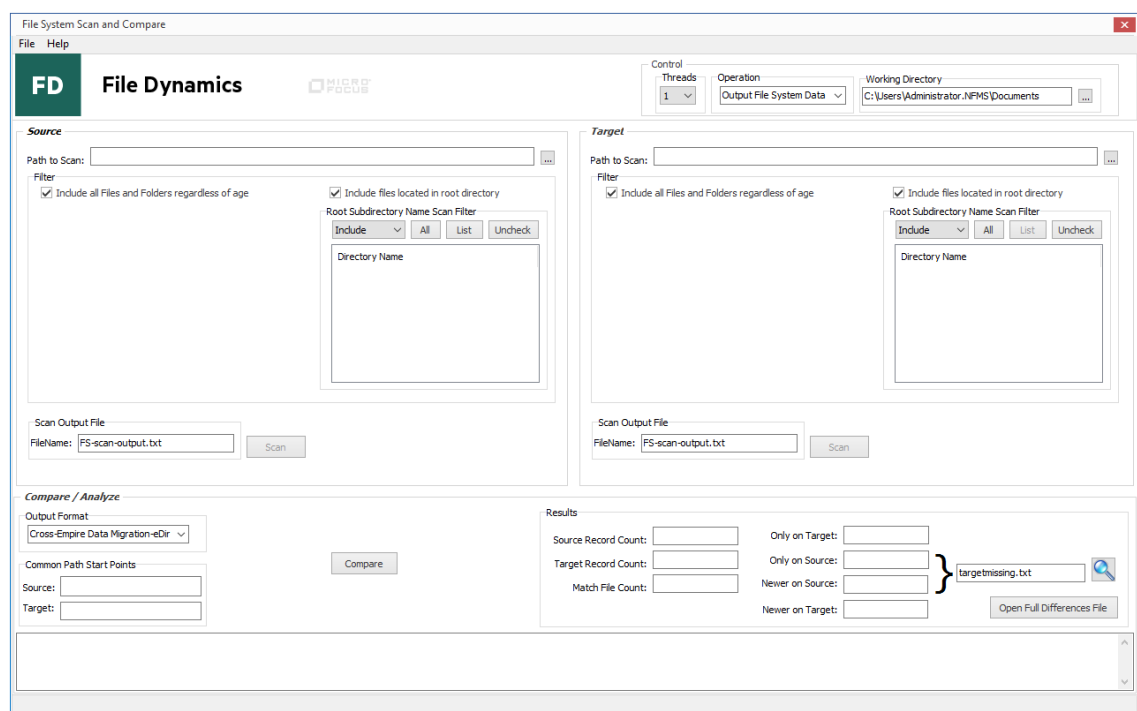 File System Scan and Compare
File Help
FD
File Dynamics
MICRO
FOCUS
Control
Threads
1
Operation
Output File System Data
Working Directory
C:\Users\Administrator.NFMS\Documents
...
Source
Path to Scan:
...
Filter
Include all Files and Folders regardless of age
Include files located in root directory
Root Subdirectory Name Scan Filter
Include All List Uncheck
Directory Name
Scan Output File
FileName: FS-scan-output.txt
Scan
Target
Path to Scan:
...
Filter
Include all Files and Folders regardless of age
Include files located in root directory
Root Subdirectory Name Scan Filter
Include All List Uncheck
Directory Name
Scan Output File
FileName: FS-scan-output.txt
Scan
Compare / Analyze
Output Format
Cross-Empire Data Migration-eDir
Common Path Start Points
Source:
Target:
Compare
Results
Source Record Count:
Target Record Count:
Match File Count:
Only on Target:
Only on Source:
Newer on Source:
Newer on Target:
} targetmissing.txt
Open Full Differences File